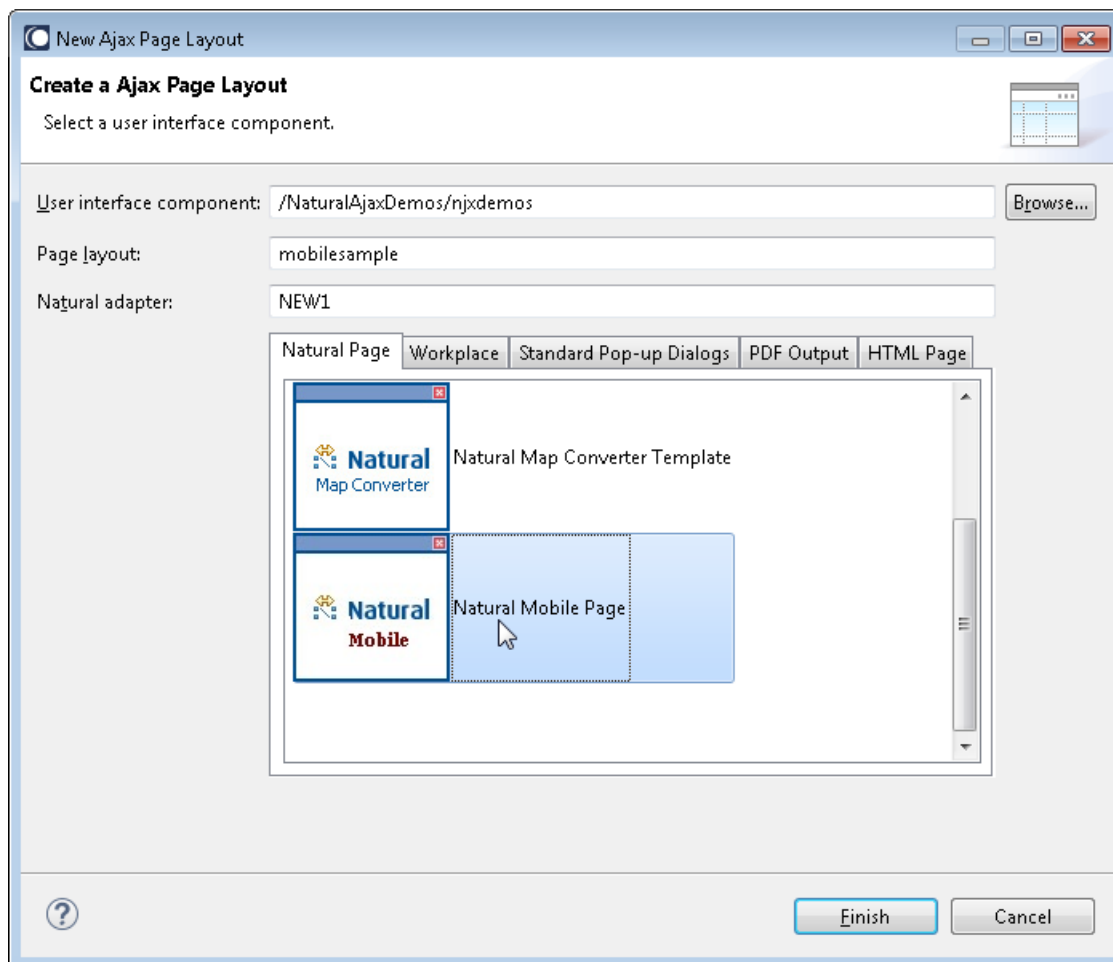 New Ajax Page Layout
Create a Ajax Page Layout
Select a user interface component.
User interface component: /NaturalAjaxDemos/njxdemos Browse...
Page layout: mobilesample
Natural adapter: NEW1
Natural Page Workplace Standard Pop-up Dialogs PDF Output HTML Page
Natural
Map Converter
Natural Map Converter Template
Natural
Mobile
Natural Mobile Page
? Finish Cancel